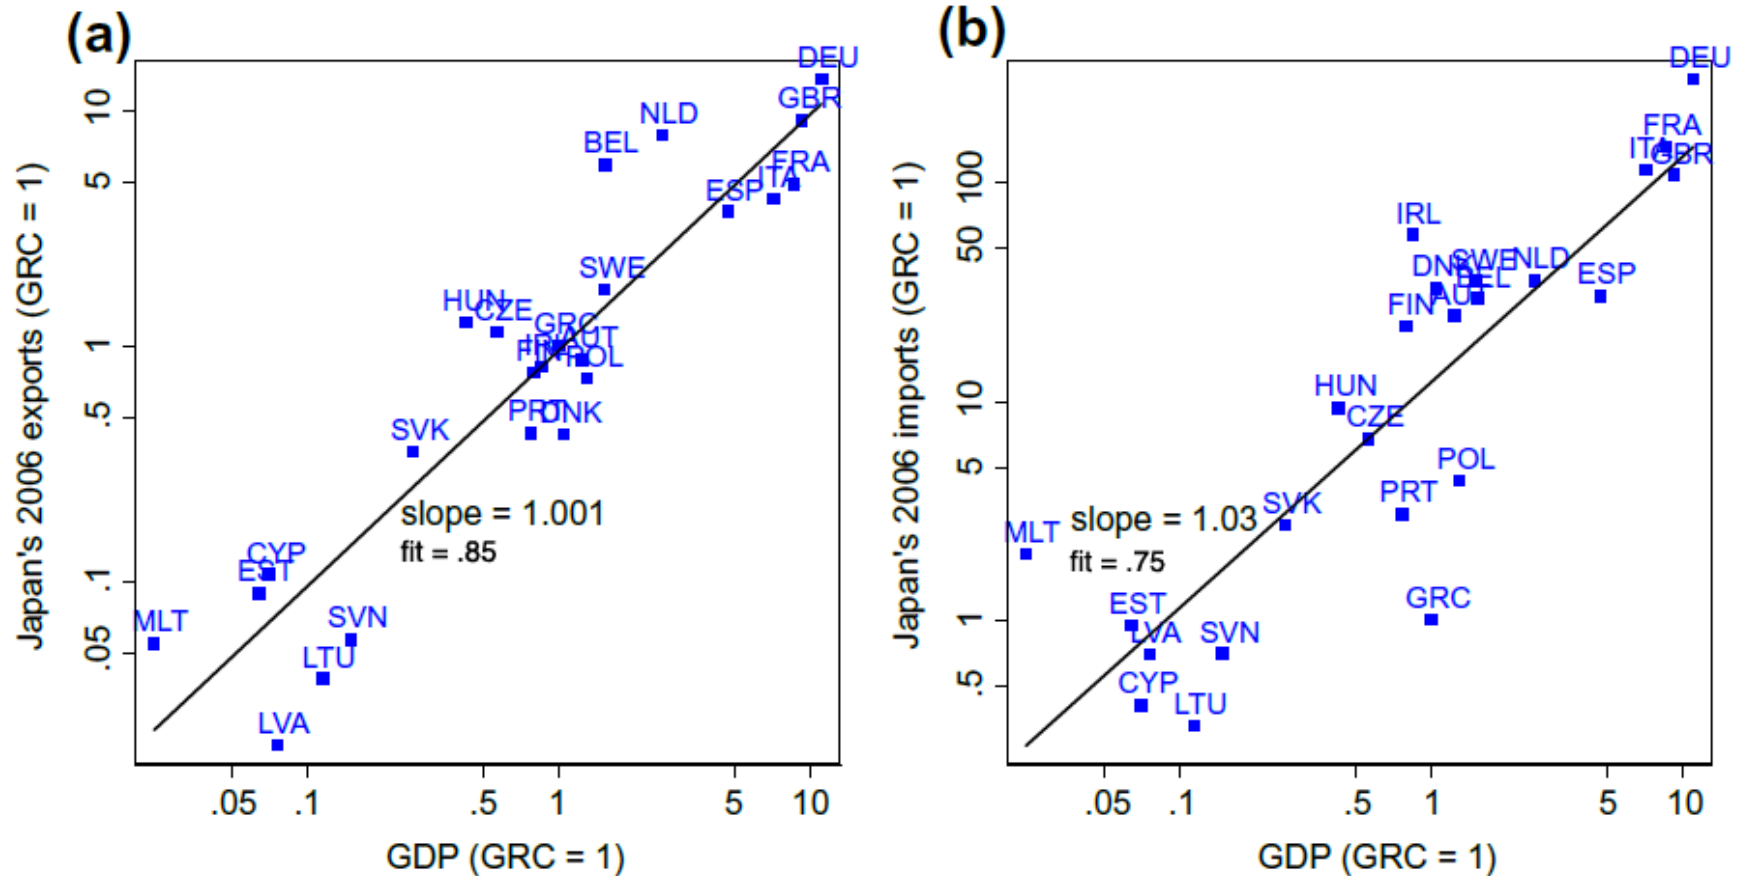 (a)
DEU
GBR
NLD
BEL
FRA
ITA
ESP
SWE
HUN
CZE
GRC
IRL
AUT
FIN
POL
PRT
DNK
SVK
slope = 1.001
fit = .85
CYP
EST
MLT
SVN
LTU
LVA
10
5
1
.5
.1
.05
Japan's 2006 exports (GRC = 1)
.05 .1 .5 1 5 10
GDP (GRC = 1)
(b)
DEU
FRA
ITA
GBR
IRL
DNK
SWE
NLD
BEL
ESP
FIN
AUT
HUN
CZE
POL
PRT
SVK
MLT
slope = 1.03
fit = .75
GRC
EST
LVA
SVN
CYP
LTU
100
50
10
5
1
.5
Japan's 2006 imports (GRC = 1)
.05 .1 .5 1 5 10
GDP (GRC = 1)